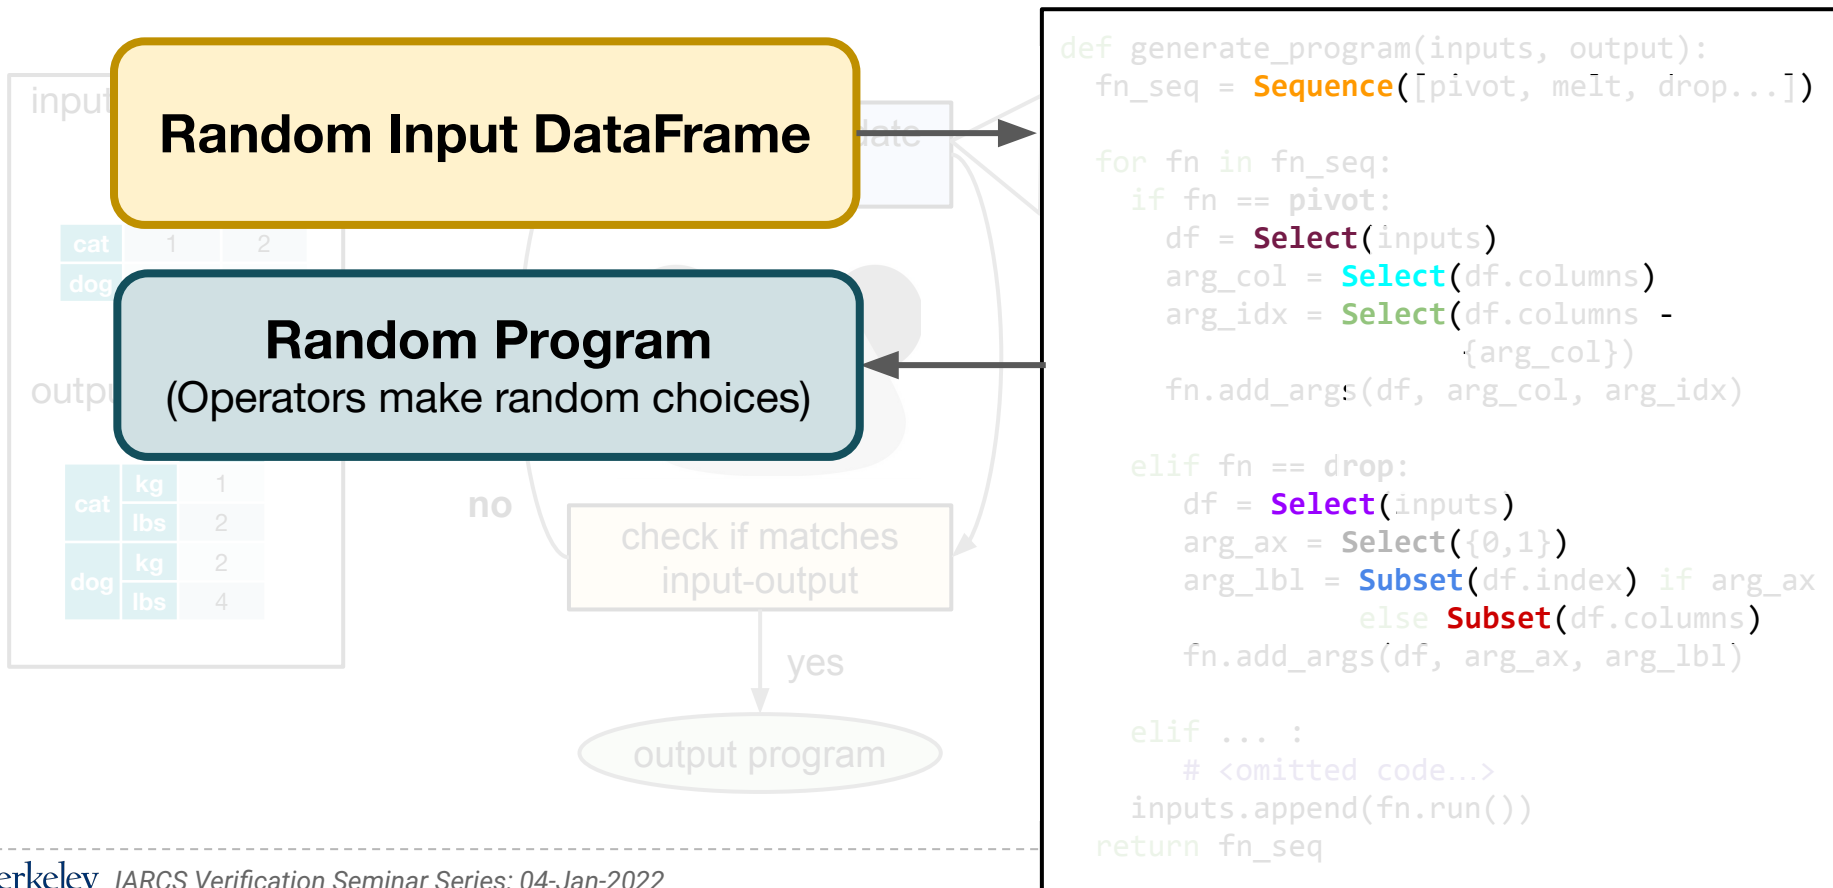 Random Input DataFrame
Random Program
(Operators make random choices)
cat 1 2
cat kg 1
lbs 2
dog kg 2
lbs 4
no
check if matches
input-output
yes
output program
def generate_program(inputs, output):
fn_seq = Sequence([pivot, melt, drop...])
for fn in fn_seq:
if fn == pivot:
df = Select(inputs)
arg_col = Select(df.columns)
arg_idx = Select(df.columns -
{arg_col})
fn.add_args(df, arg_col, arg_idx)
elif fn == drop:
df = Select(inputs)
arg_ax = Select({0,1})
arg_lbl = Subset(df.index) if arg_ax
else Subset(df.columns)
fn.add_args(df, arg_ax, arg_lbl)
elif ... :
# <omitted code…>
inputs.append(fn.run())
return fn_seq
IARCS Verification Seminar Series: 04-Jan-2022